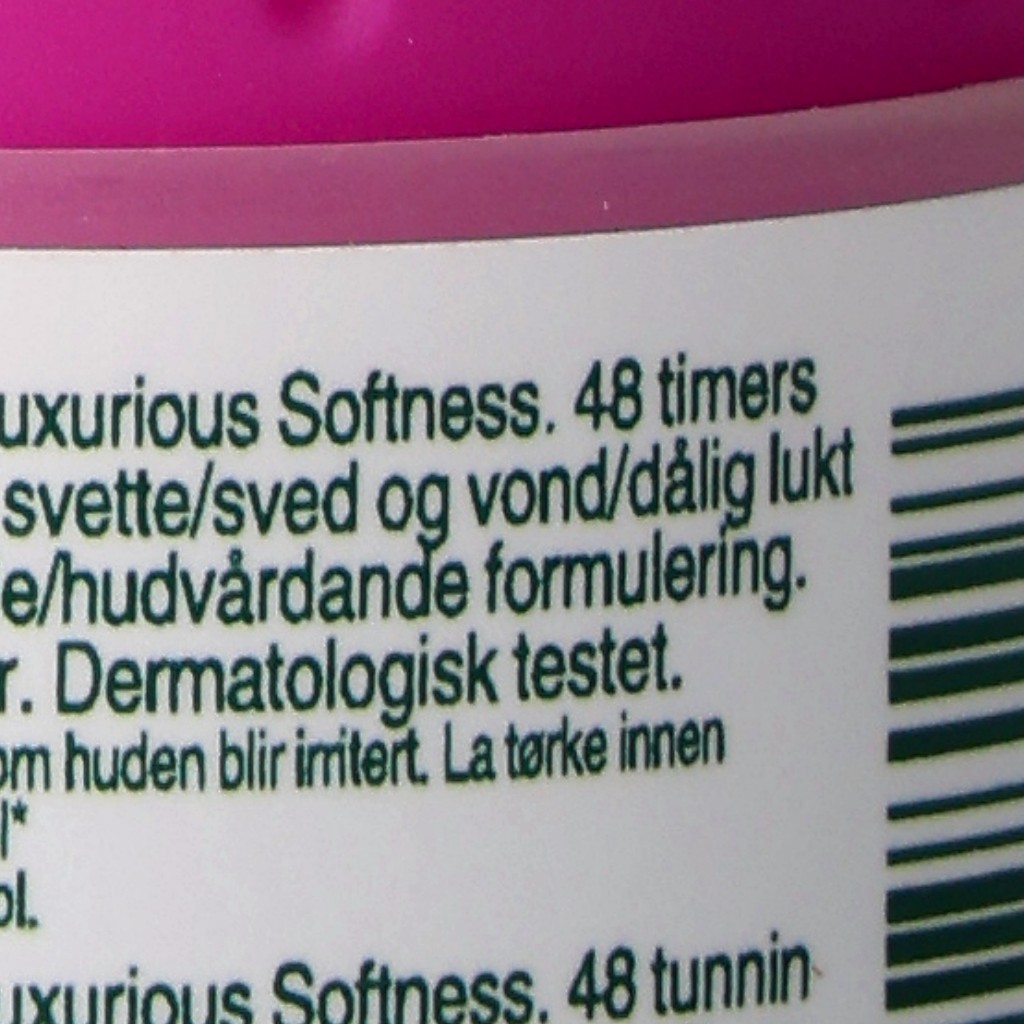 uxurious Softness. 48 timers
svette/sved og vond/dålig lukt
e/hudvårdande formulering.
r. Dermatologisk testet.
om huden blir irritert. La tørke innen
l*
ol.
uxurious Softness. 48 tunnin